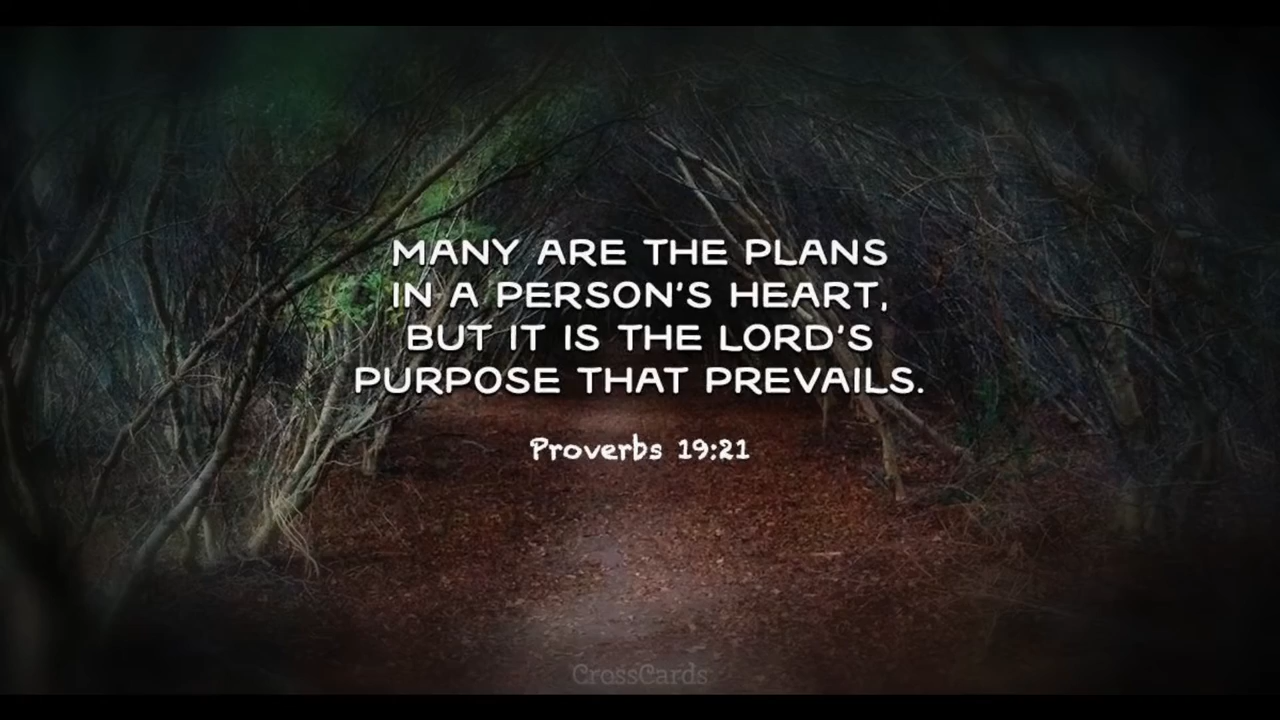 MANY ARE THE PLANS
IN A PERSON'S HEART,
BUT IT IS THE LORD'S
PURPOSE THAT PREVAILS.
Proverbs 19:21
CrossCards